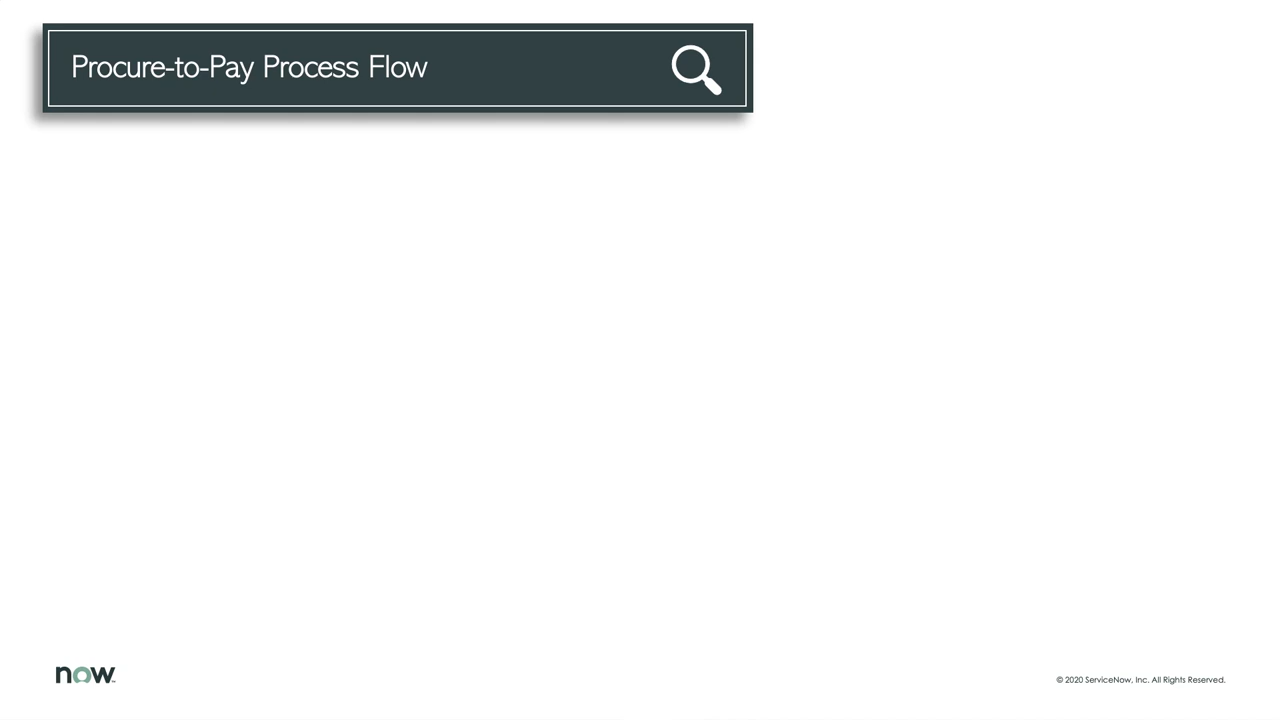 Procure-to-Pay Process Flow
now
© 2020 ServiceNow, Inc. All Rights Reserved.